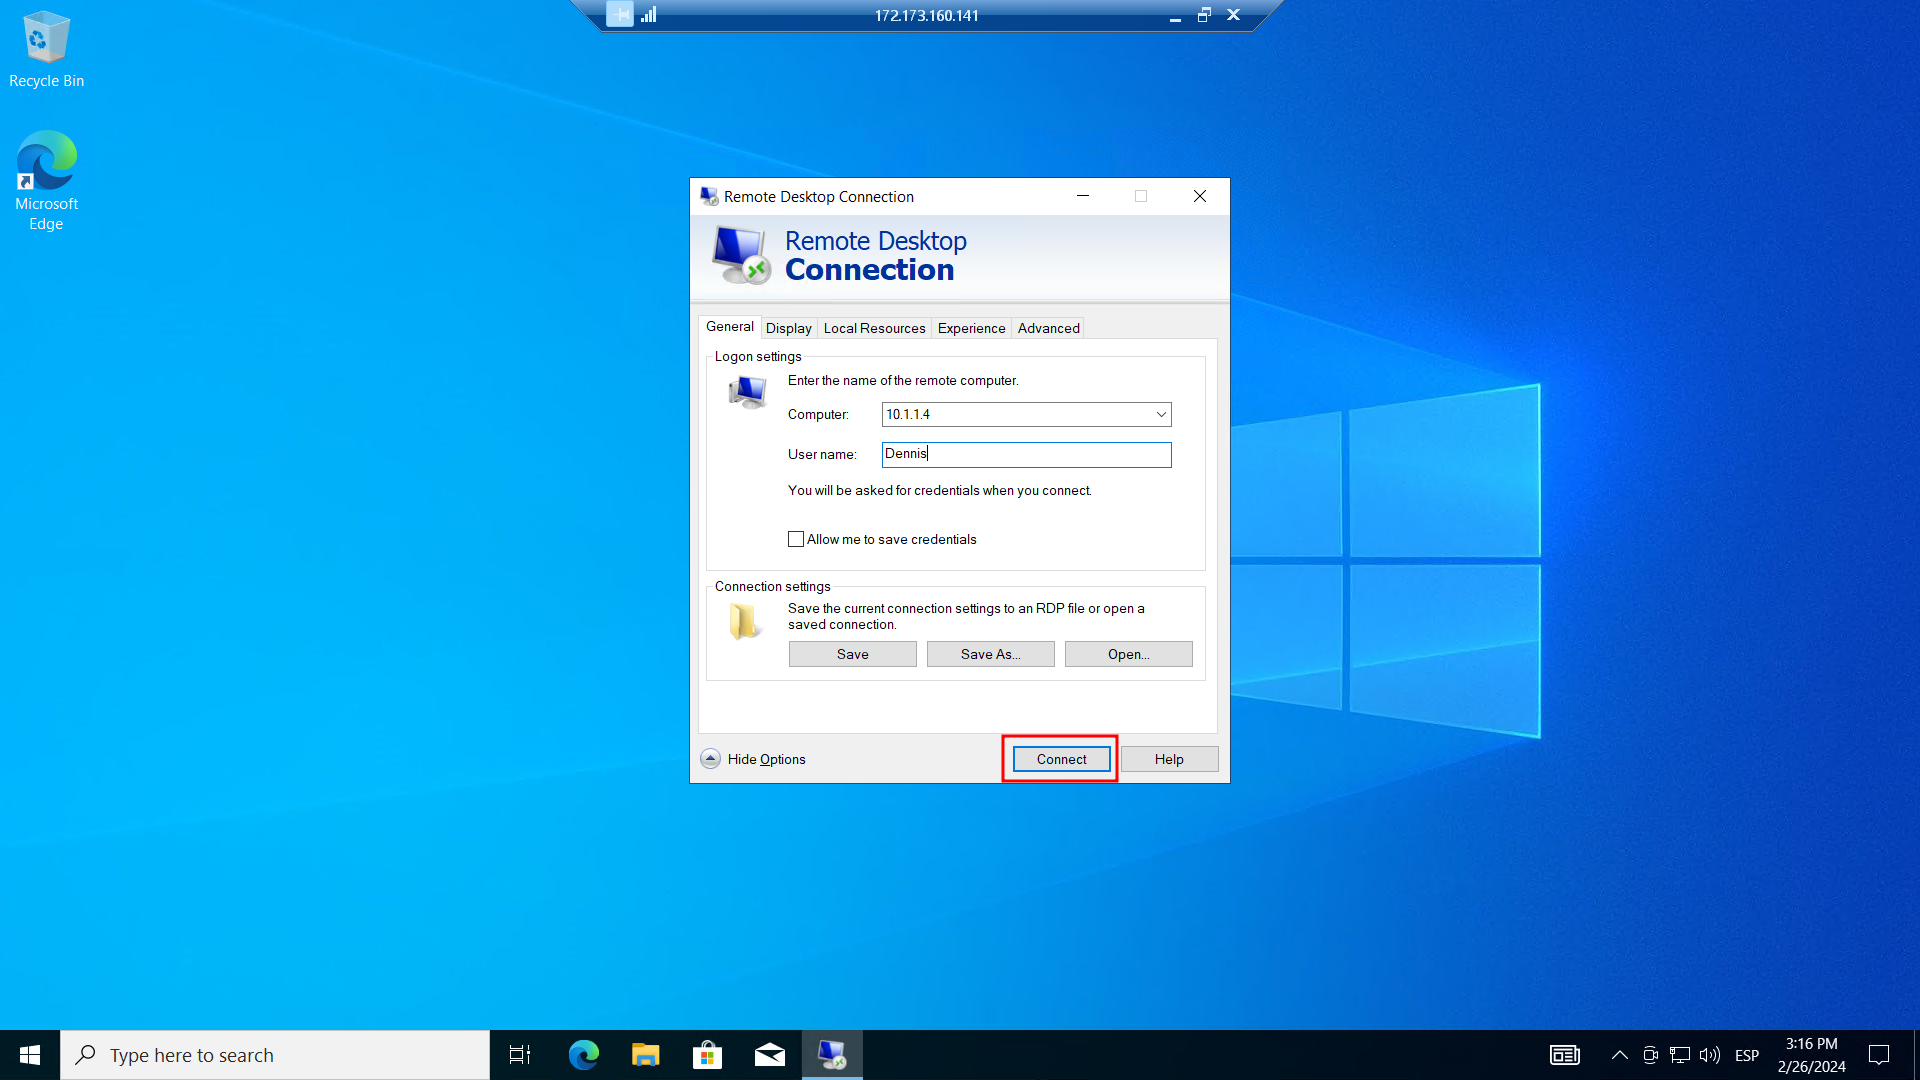 172.173.160.141
Recycle Bin
Microsoft
Edge
Remote Desktop Connection
Remote Desktop
Connection
General
Display
Local Resources
Experience
Advanced
Logon settings
Enter the name of the remote computer.
Computer:
10.1.1.4
User name:
Dennis
You will be asked for credentials when you connect.
Allow me to save credentials
Connection settings
Save the current connection settings to an RDP file or open a
saved connection.
Save
Save As...
Open...
Hide Options
Connect
Help
Type here to search
ESP
3:16 PM
2/26/2024